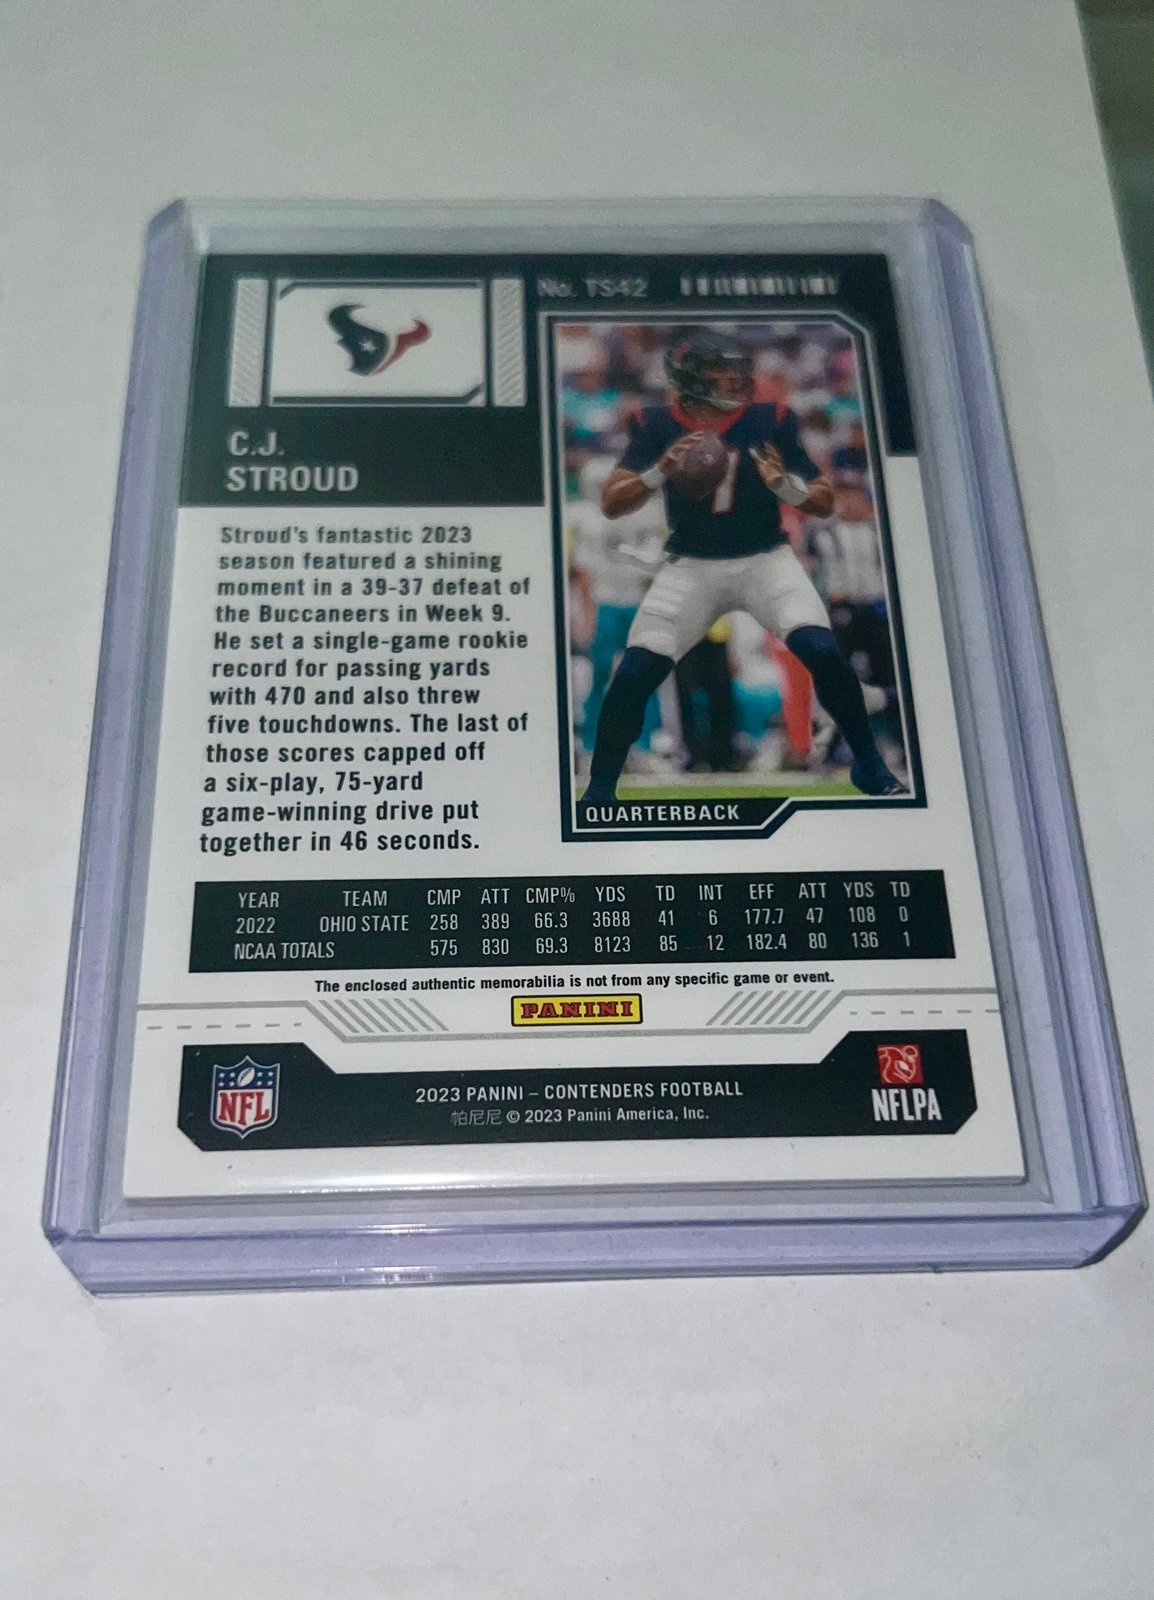 No. TS42
C.J.
STROUD
Stroud's fantastic 2023
season featured a shining
moment in a 39-37 defeat of
the Buccaneers in Week 9.
He set a single-game rookie
record for passing yards
with 470 and also threw
five touchdowns. The last of
those scores capped off
a six-play, 75-yard
game-winning drive put
together in 46 seconds.
1
QUARTERBACK
YEAR TEAM CMP ATT CMP% YDS TD INT EFF ATT YDS TD
2022 OHIO STATE 258 389 66.3 3688 41 6 177.7 47 108 0
NCAA TOTALS 575 830 69.3 8123 85 12 182.4 80 136 1
The enclosed authentic memorabilia is not from any specific game or event.
PANINI
NFL
2023 PANINI – CONTENDERS FOOTBALL
帕尼尼 © 2023 Panini America, Inc.
NFLPA